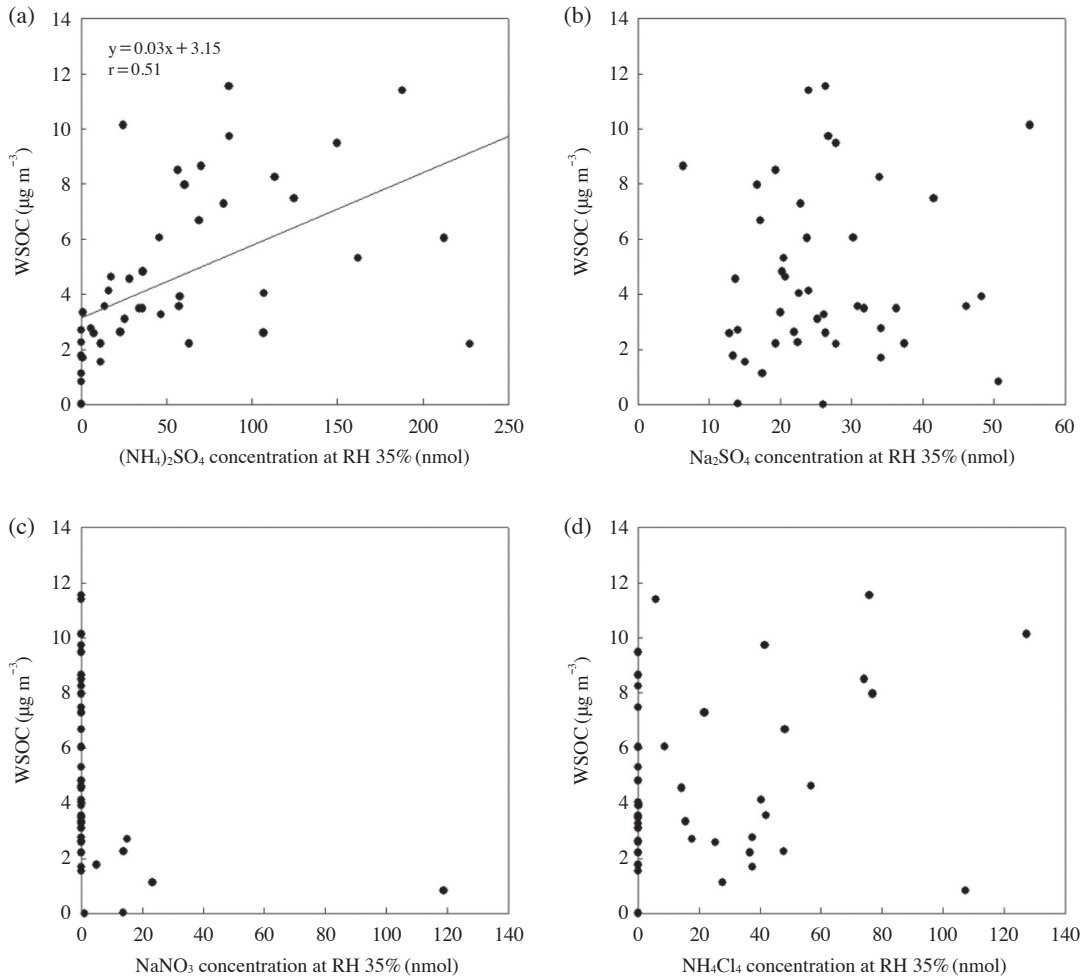 (a)
14
12
10
8
6
4
2
0
WSOC (μg m⁻³)
y=0.03x+3.15
r=0.51
0 50 100 150 200 250
(NH₄)₂SO₄ concentration at RH 35% (nmol)
(b)
14
12
10
8
6
4
2
0
WSOC (μg m⁻³)
0 10 20 30 40 50 60
Na₂SO₄ concentration at RH 35% (nmol)
(c)
14
12
10
8
6
4
2
0
WSOC (μg m⁻³)
0 20 40 60 80 100 120 140
NaNO₃ concentration at RH 35% (nmol)
(d)
14
12
10
8
6
4
2
0
WSOC (μg m⁻³)
0 20 40 60 80 100 120 140
NH₄Cl₄ concentration at RH 35% (nmol)